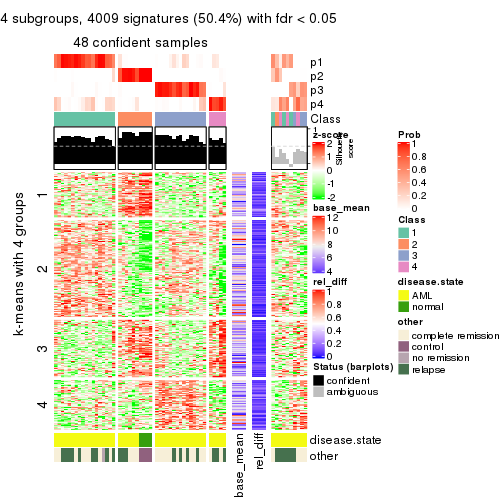 4 subgroups, 4009 signatures (50.4%) with fdr < 0.05
48 confident samples
p1
p2
p3
p4
Class
1
Silhouette score
k-means with 4 groups
1
2
3
4
disease.state
other
base_mean
rel_diff
z-score
2
1
0
-1
-2
base_mean
12
10
8
6
4
rel_diff
1
0.8
0.6
0.4
0.2
0
Status (barplots)
confident
ambiguous
Prob
1
0.8
0.6
0.4
0.2
0
Class
1
2
3
4
disease.state
AML
normal
other
complete remission
control
no remission
relapse